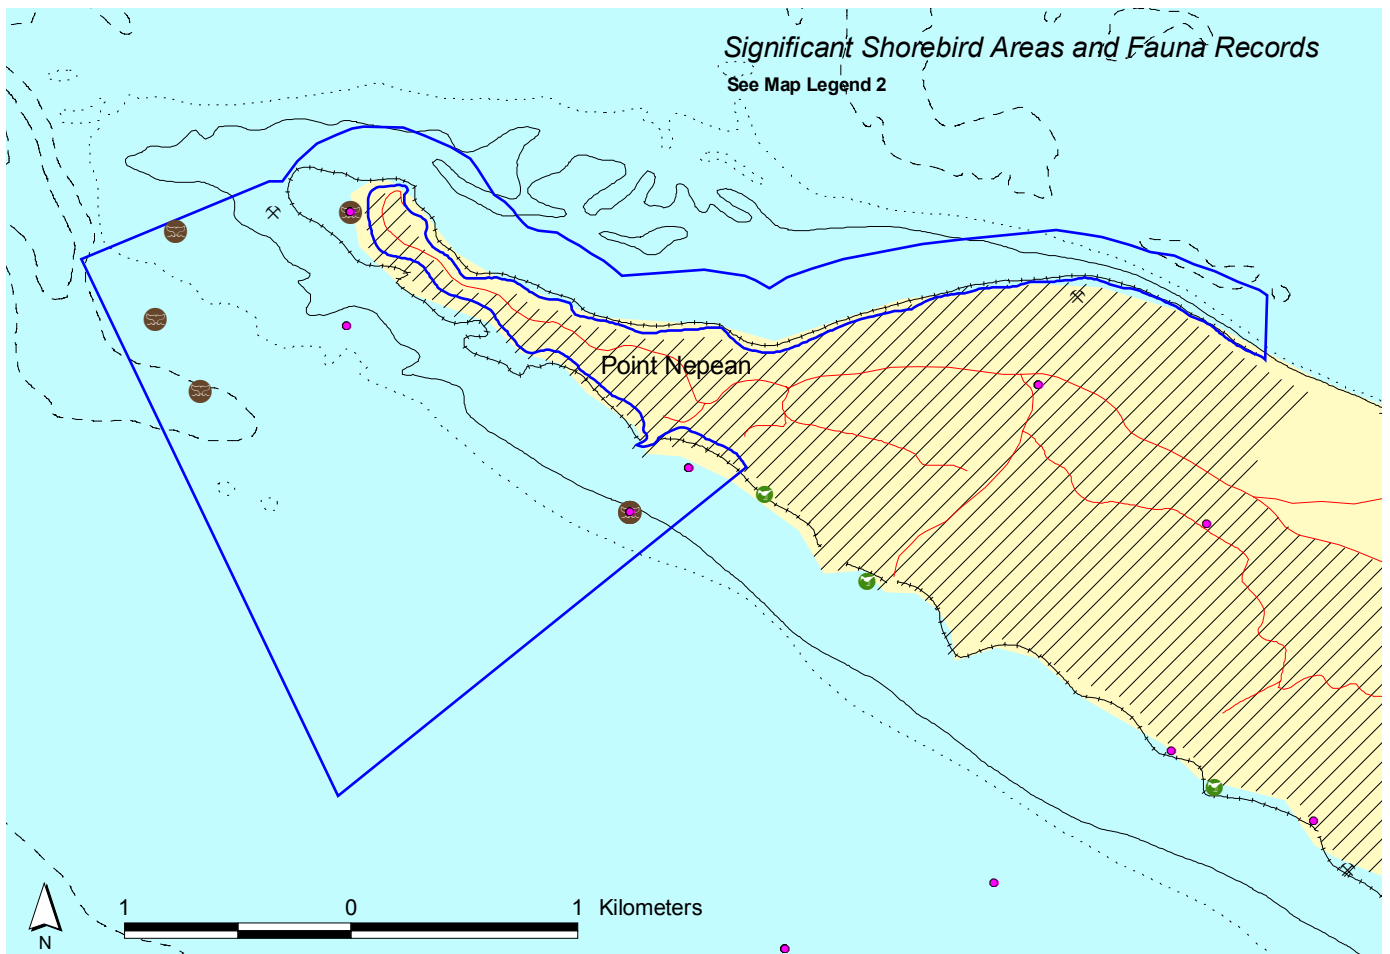 Significant Shorebird Areas and Fauna Records
See Map Legend 2
Point Nepean
1 0 1 Kilometers
N